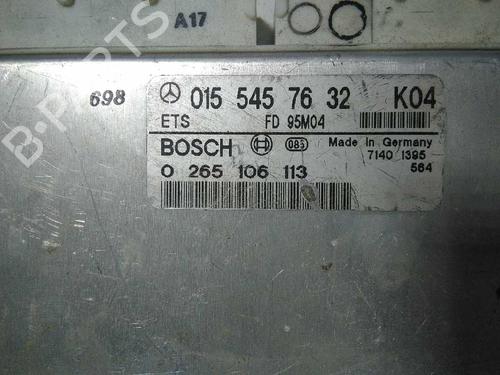 A17
698
015 545 76 32 K04
ETS FD 95M04
BOSCH 083 Made In Germany
7140 1395
0 265 106 113 564
B-PARTS